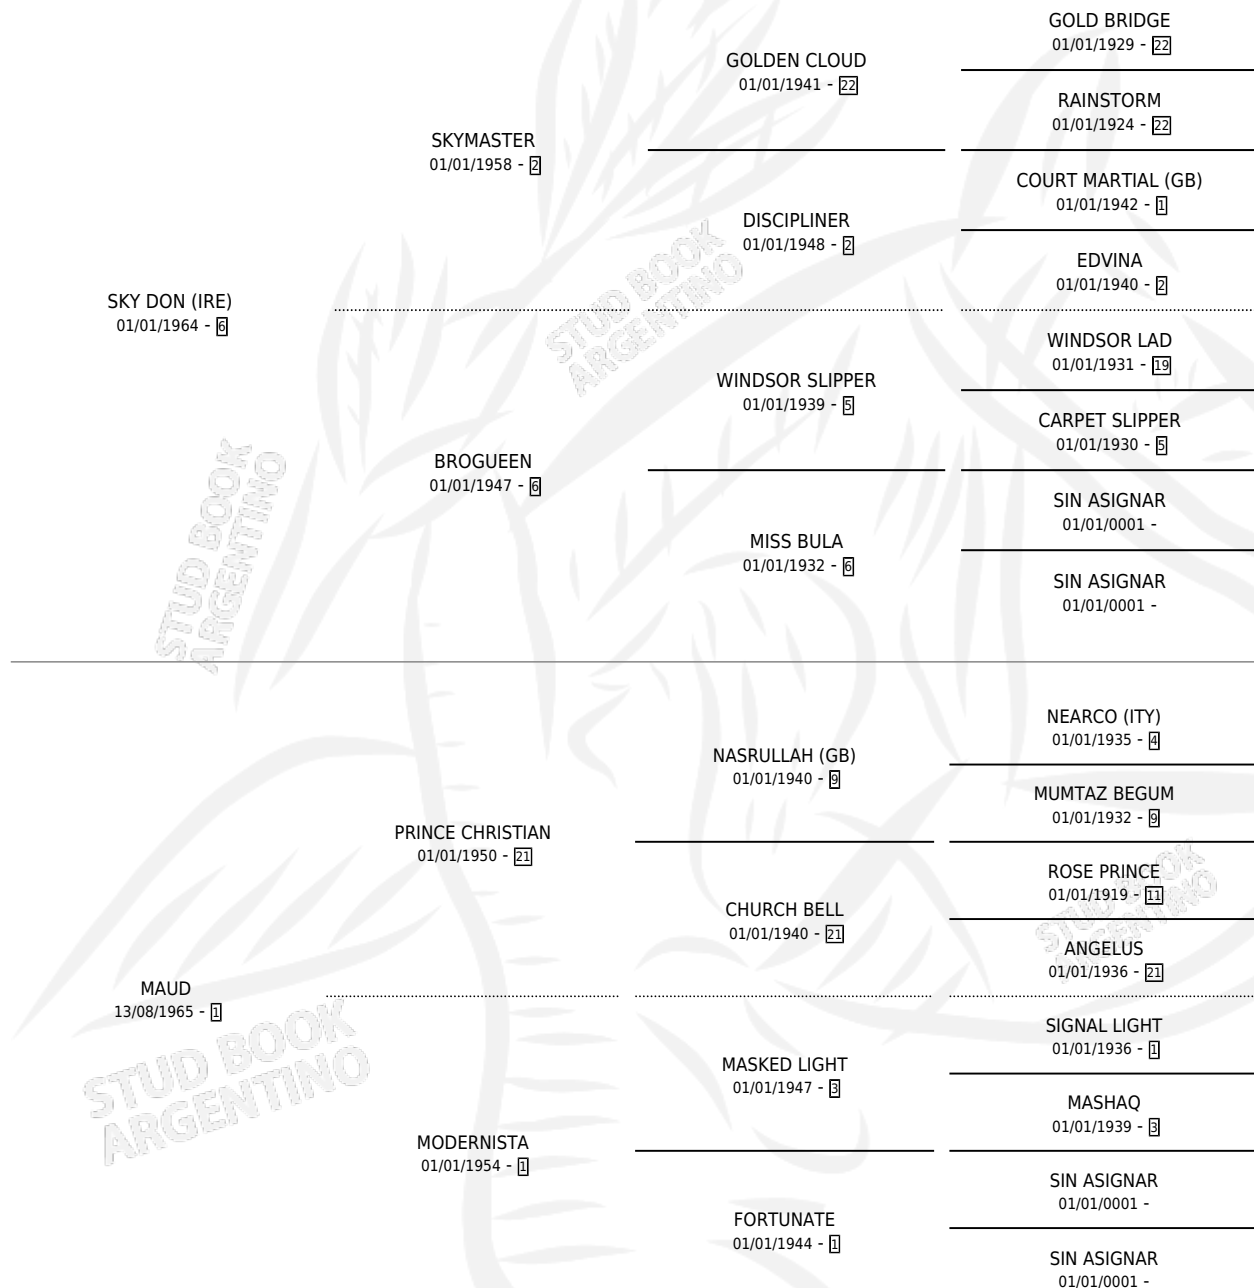 GOLD BRIDGE
01/01/1929 - 22
GOLDEN CLOUD
01/01/1941 - 22
RAINSTORM
01/01/1924 - 22
SKYMASTER
01/01/1958 - 2
COURT MARTIAL (GB)
01/01/1942 - 1
DISCIPLINER
01/01/1948 - 2
EDVINA
01/01/1940 - 2
SKY DON (IRE)
01/01/1964 - 6
STUD BOOK
ARGENTINO
WINDSOR LAD
01/01/1931 - 19
WINDSOR SLIPPER
01/01/1939 - 5
CARPET SLIPPER
01/01/1930 - 5
BROGUEEN
01/01/1947 - 6
SIN ASIGNAR
01/01/0001 -
MISS BULA
01/01/1932 - 6
SIN ASIGNAR
01/01/0001 -
STUD BOOK
ARGENTINO
NEARCO (ITY)
01/01/1935 - 4
NASRULLAH (GB)
01/01/1940 - 9
MUMTAZ BEGUM
01/01/1932 - 9
PRINCE CHRISTIAN
01/01/1950 - 21
ROSE PRINCE
01/01/1919 - 11
CHURCH BELL
01/01/1940 - 21
STUD BOOK
ARGENTINO
ANGELUS
01/01/1936 - 21
MAUD
13/08/1965 - 1
STUD BOOK
ARGENTINO
SIGNAL LIGHT
01/01/1936 - 1
MASKED LIGHT
01/01/1947 - 3
MASHAQ
01/01/1939 - 3
MODERNISTA
01/01/1954 - 1
SIN ASIGNAR
01/01/0001 -
FORTUNATE
01/01/1944 - 1
SIN ASIGNAR
01/01/0001 -